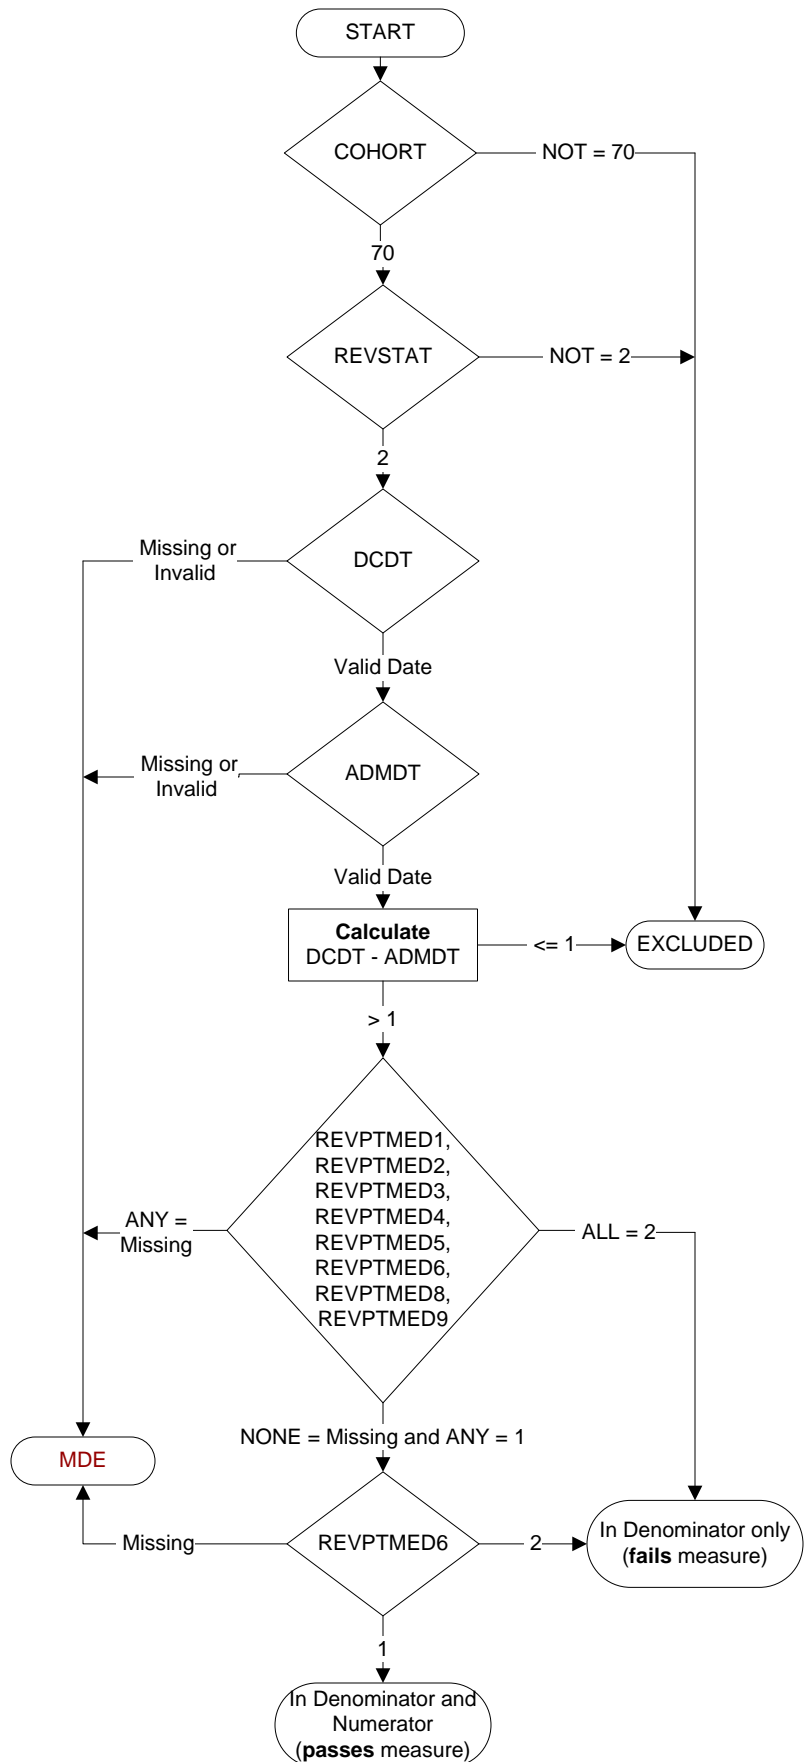 START
COHORT
NOT = 70
70
REVSTAT
NOT = 2
2
Missing or
Invalid
DCDT
Valid Date
Missing or
Invalid
ADMDT
Valid Date
Calculate
DCDT - ADMDT
<= 1
EXCLUDED
> 1
REVPTMED1,
REVPTMED2,
REVPTMED3,
REVPTMED4,
REVPTMED5,
REVPTMED6,
REVPTMED8,
REVPTMED9
ANY =
Missing
ALL = 2
NONE = Missing and ANY = 1
MDE
Missing
REVPTMED6
2
In Denominator only
(fails measure)
1
In Denominator and
Numerator
(passes measure)